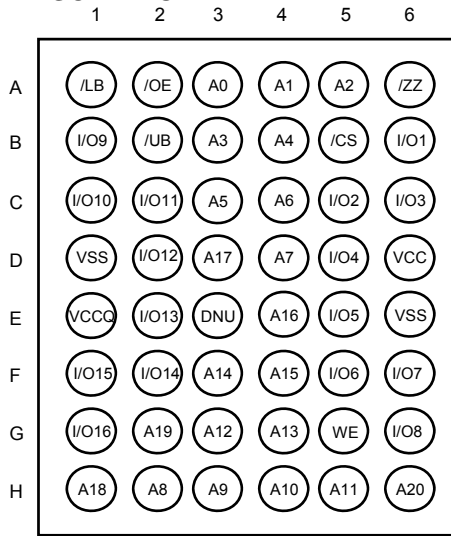 1 2 3 4 5 6
A /LB /OE A0 A1 A2 /ZZ
B I/O9 /UB A3 A4 /CS I/O1
C I/O10 I/O11 A5 A6 I/O2 I/O3
D VSS I/O12 A17 A7 I/O4 VCC
E VCCQ I/O13 DNU A16 I/O5 VSS
F I/O15 I/O14 A14 A15 I/O6 I/O7
G I/O16 A19 A12 A13 WE I/O8
H A18 A8 A9 A10 A11 A20